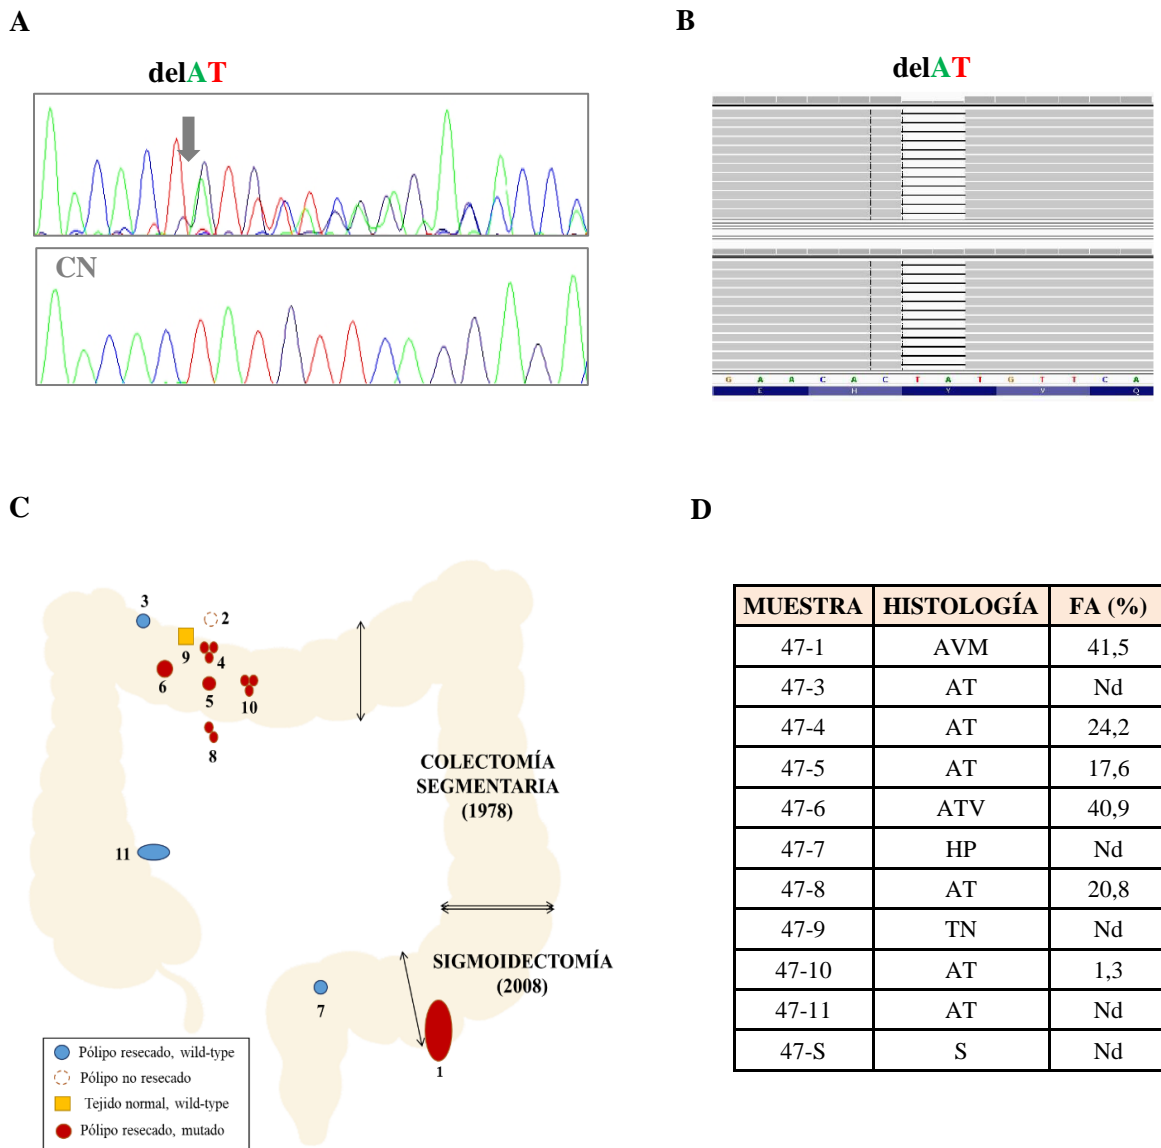 A
delAT
CN
B
delAT
G A A C A C T A T G T T C A
E H Y V Q
C
3
2
9
4
6
5
10
8
COLECTOMÍA
SEGMENTARIA
(1978)
11
SIGMOIDECTOMÍA
(2008)
7
1
Pólipo resecado, wild-type
Pólipo no resecado
Tejido normal, wild-type
Pólipo resecado, mutado
D
MUESTRA HISTOLOGÍA FA (%)
47-1 AVM 41,5
47-3 AT Nd
47-4 AT 24,2
47-5 AT 17,6
47-6 ATV 40,9
47-7 HP Nd
47-8 AT 20,8
47-9 TN Nd
47-10 AT 1,3
47-11 AT Nd
47-S S Nd